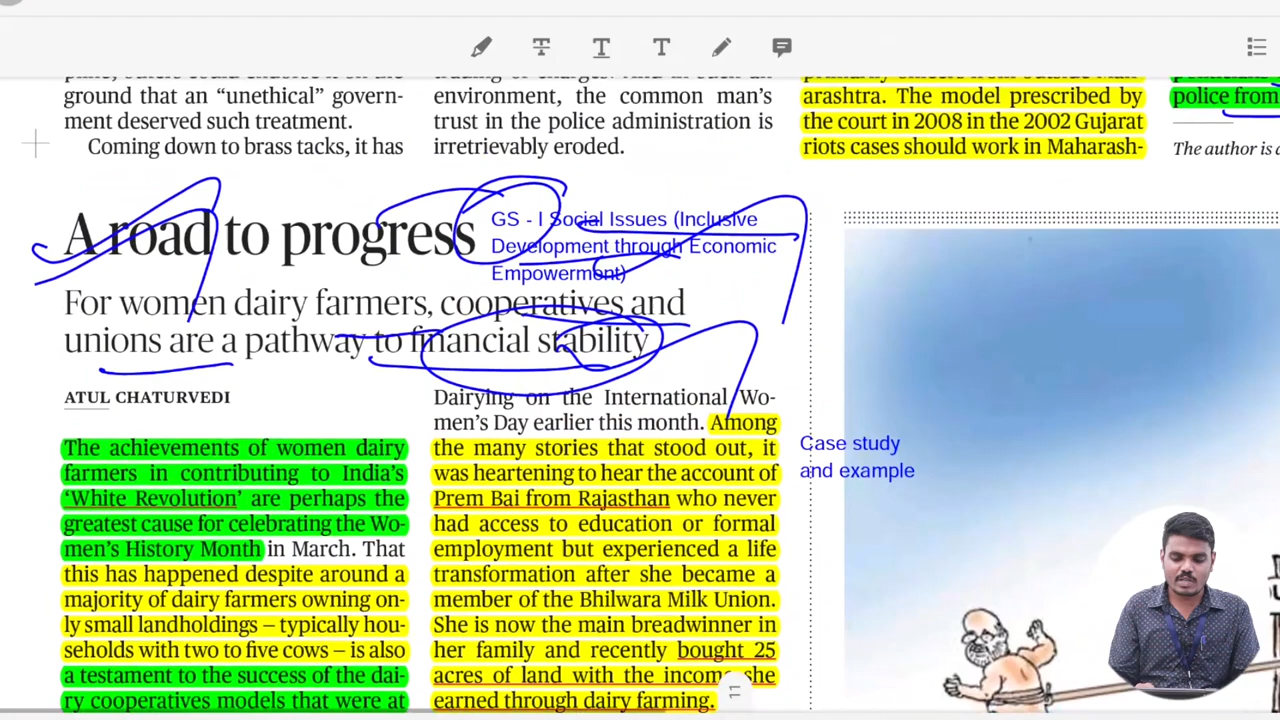 ground that an “unethical” govern-
ment deserved such treatment.
Coming down to brass tacks, it has
environment, the common man’s
trust in the police administration is
irretrievably eroded.
arashtra. The model prescribed by
the court in 2008 in the 2002 Gujarat
riots cases should work in Maharash-
police from
The author is a
A road to progress
GS - I Social Issues (Inclusive
Development through Economic
Empowerment)
For women dairy farmers, cooperatives and
unions are a pathway to financial stability
ATUL CHATURVEDI
The achievements of women dairy
farmers in contributing to India’s
‘White Revolution’ are perhaps the
greatest cause for celebrating the Wo-
men’s History Month in March. That
this has happened despite around a
majority of dairy farmers owning on-
ly small landholdings – typically hou-
seholds with two to five cows – is also
a testament to the success of the dai-
ry cooperatives models that were at
Dairying on the International Wo-
men’s Day earlier this month. Among
the many stories that stood out, it
was heartening to hear the account of
Prem Bai from Rajasthan who never
had access to education or formal
employment but experienced a life
transformation after she became a
member of the Bhilwara Milk Union.
She is now the main breadwinner in
her family and recently bought 25
acres of land with the income she
earned through dairy farming.
Case study
and example
11